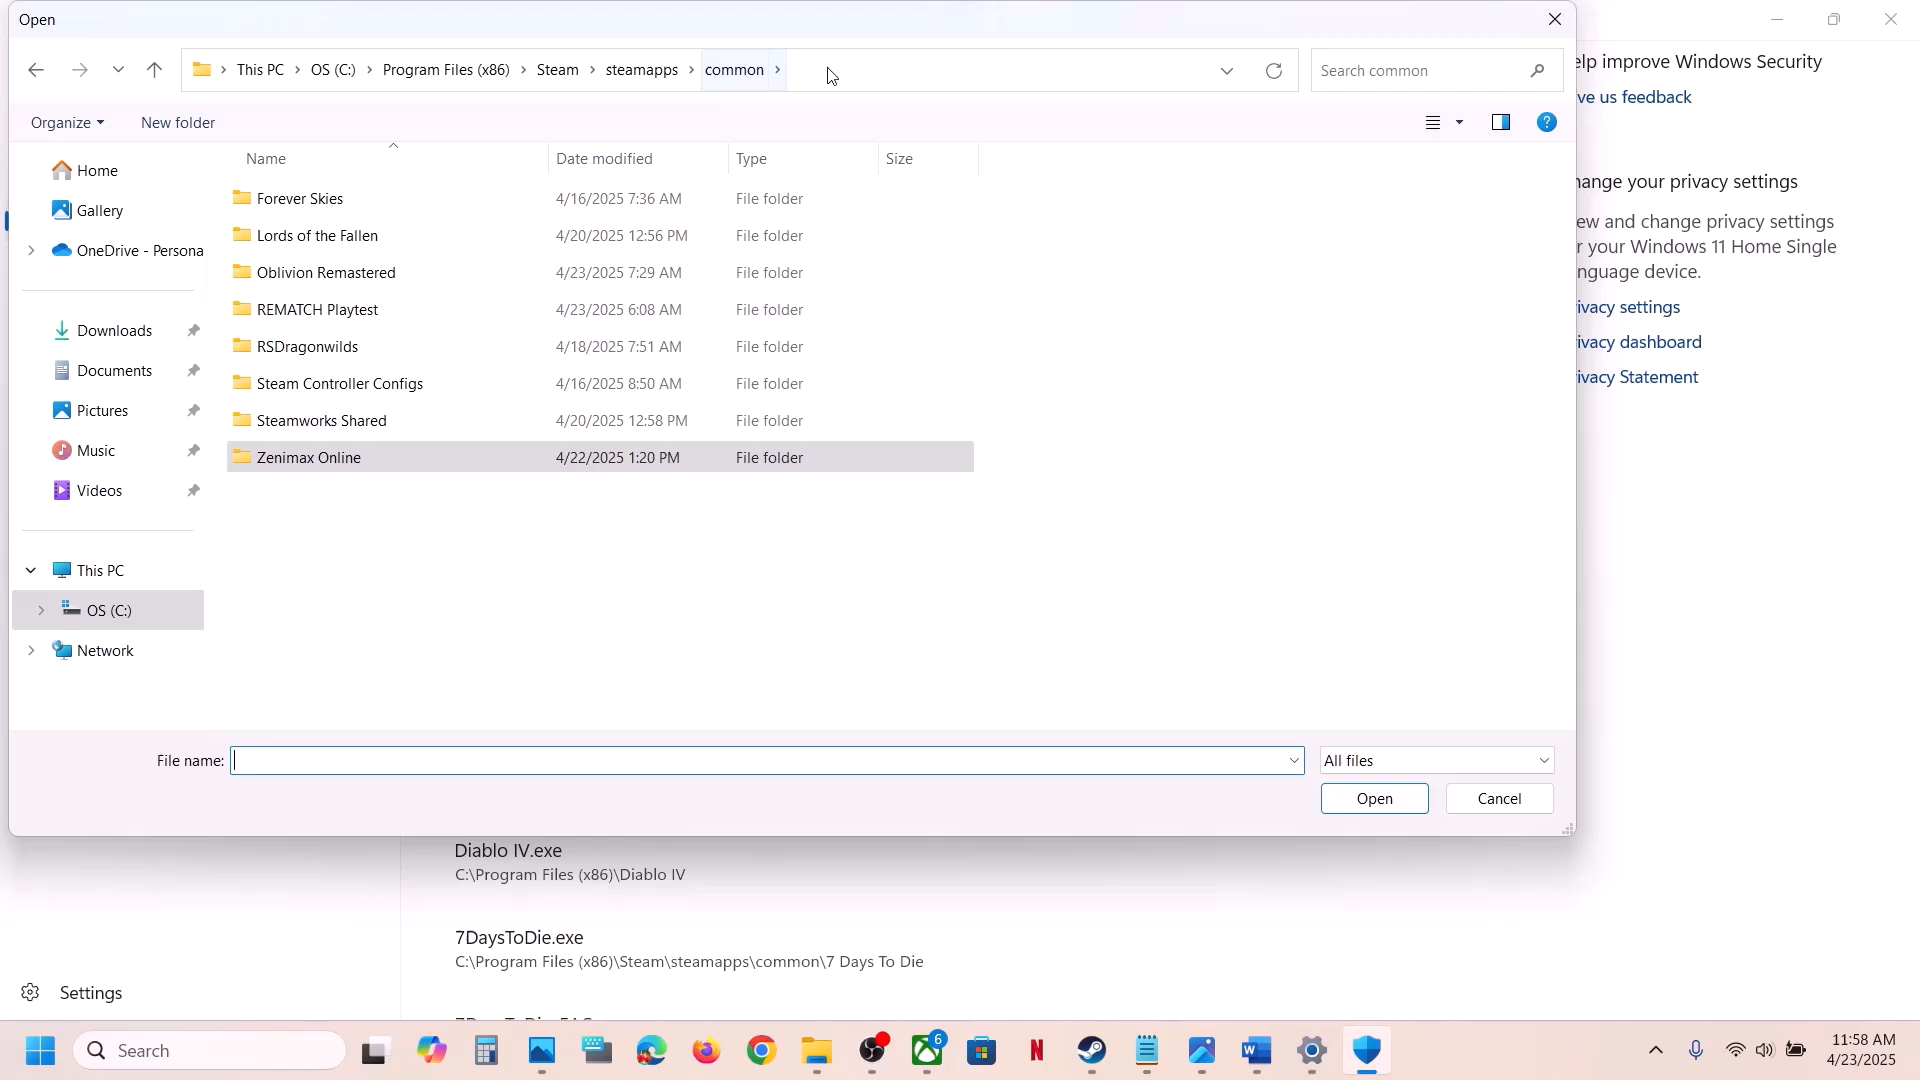 Open
This PC > OS (C:) > Program Files (x86) > Steam > steamapps > common >
Search common
Organize
New folder
Name
Date modified
Type
Size
Home
Gallery
OneDrive - Persona
Downloads
Documents
Pictures
Music
Videos
This PC
OS (C:)
Network
Forever Skies 4/16/2025 7:36 AM File folder
Lords of the Fallen 4/20/2025 12:56 PM File folder
Oblivion Remastered 4/23/2025 7:29 AM File folder
REMATCH Playtest 4/23/2025 6:08 AM File folder
RSDragonwilds 4/18/2025 7:51 AM File folder
Steam Controller Configs 4/16/2025 8:50 AM File folder
Steamworks Shared 4/20/2025 12:58 PM File folder
Zenimax Online 4/22/2025 1:20 PM File folder
File name:
All files
Open
Cancel
elp improve Windows Security
ve us feedback
ange your privacy settings
ew and change privacy settings
r your Windows 11 Home Single
nguage device.
ivacy settings
ivacy dashboard
ivacy Statement
Diablo IV.exe
C:\Program Files (x86)\Diablo IV
7DaysToDie.exe
C:\Program Files (x86)\Steam\steamapps\common\7 Days To Die
Settings
Search
6
11:58 AM
4/23/2025